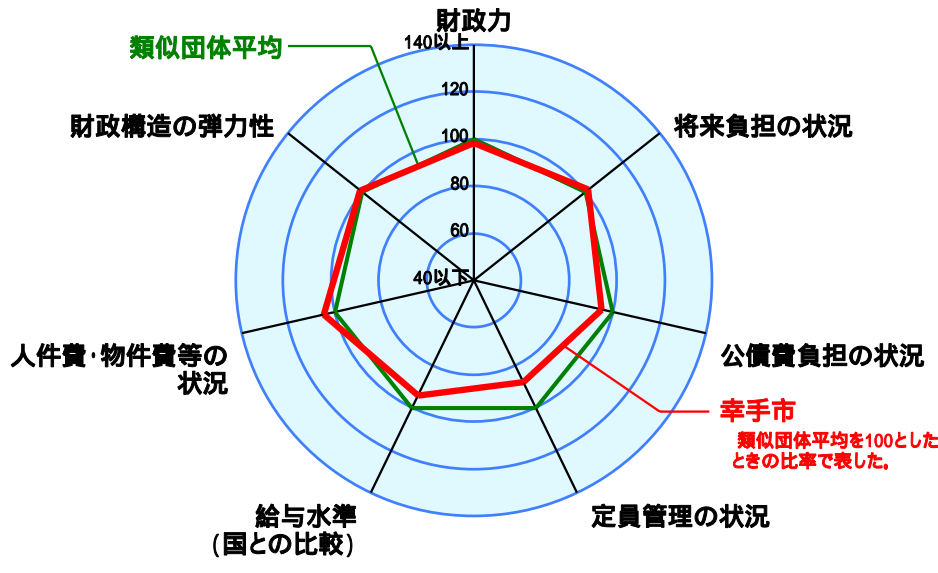 財政力
140以上
類似団体平均
120
財政構造の弾力性
将来負担の状況
100
80
60
40以下
人件費・物件費等の
状況
公債費負担の状況
幸手市
類似団体平均を100とした
ときの比率で表した。
給与水準
(国との比較)
定員管理の状況